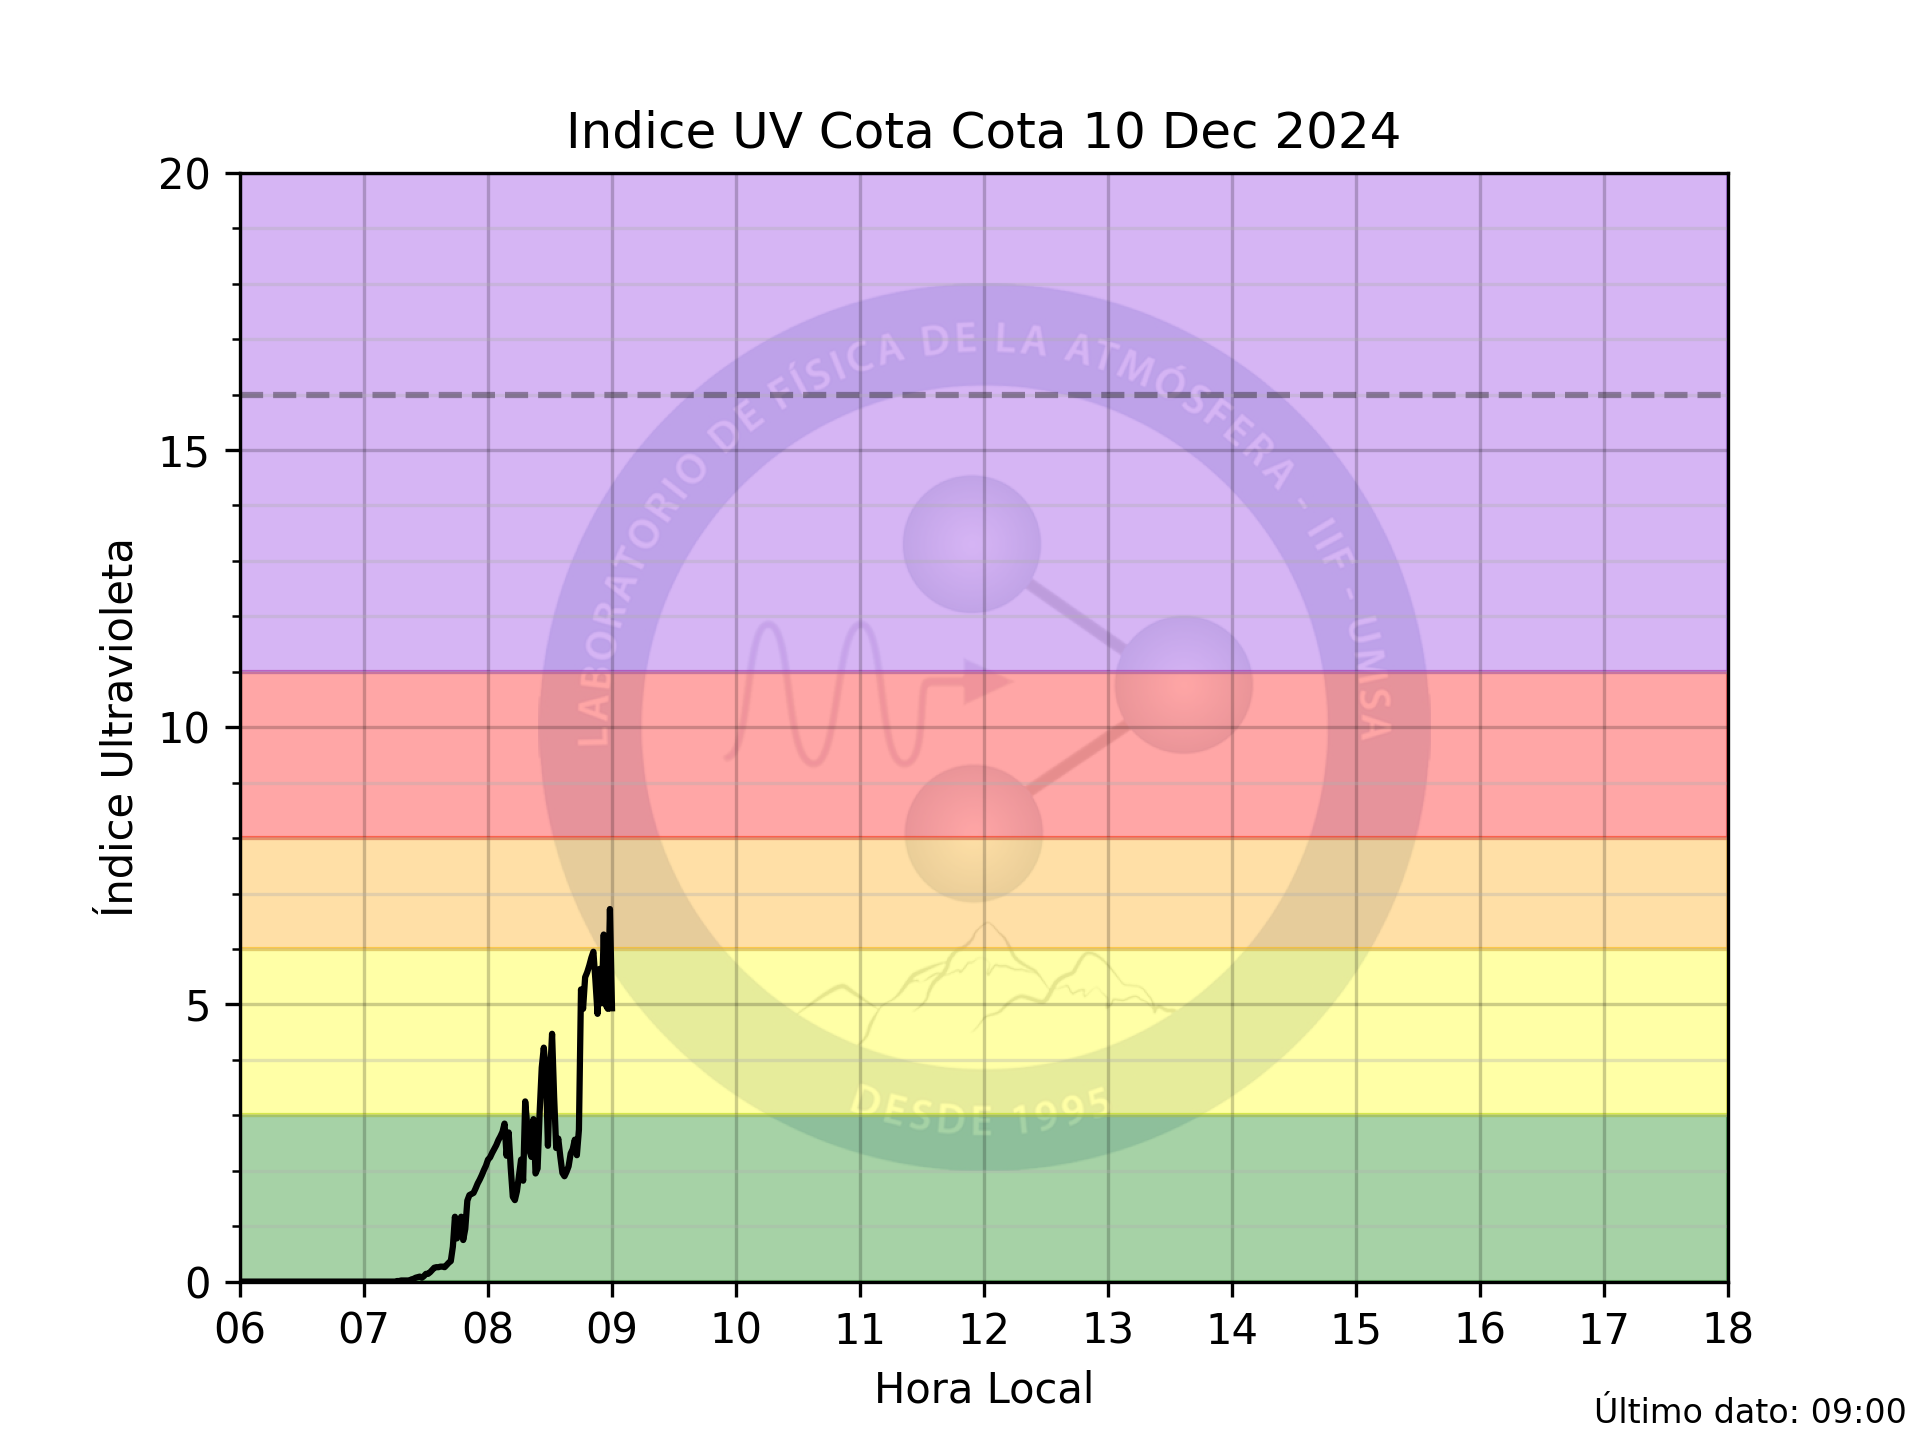 Indice UV Cota Cota 10 Dec 2024
20
15
10
5
0
Índice Ultravioleta
LABORATORIO DE FÍSICA DE LA ATMÓSFERA - IIF - UMSA
DESDE 1995
06 07 08 09 10 11 12 13 14 15 16 17 18
Hora Local
Último dato: 09:00